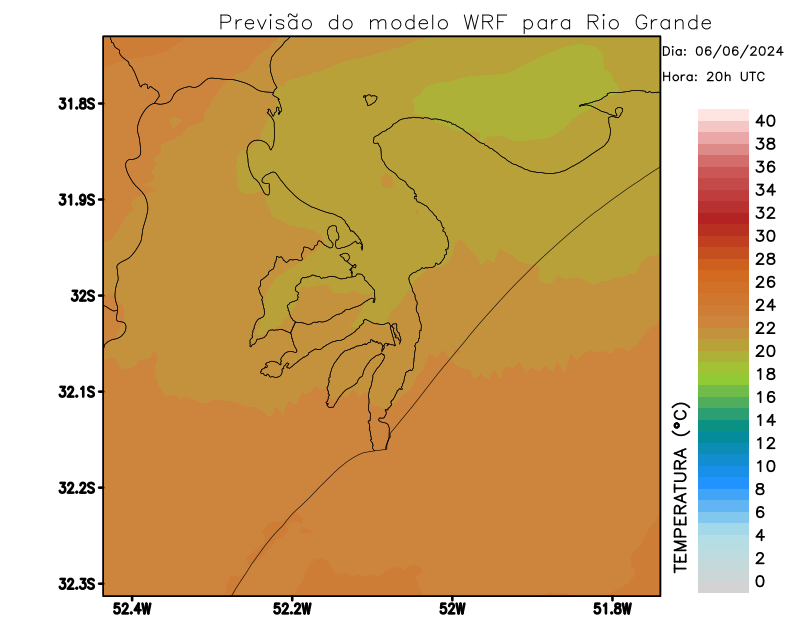 Previsão do modelo WRF para Rio Grande
Dia: 06/06/2024
Hora: 20h UTC
31.8S
31.9S
32S
32.1S
32.2S
32.3S
52.4W
52.2W
52W
51.8W
TEMPERATURA (°C)
40
38
36
34
32
30
28
26
24
22
20
18
16
14
12
10
8
6
4
2
0